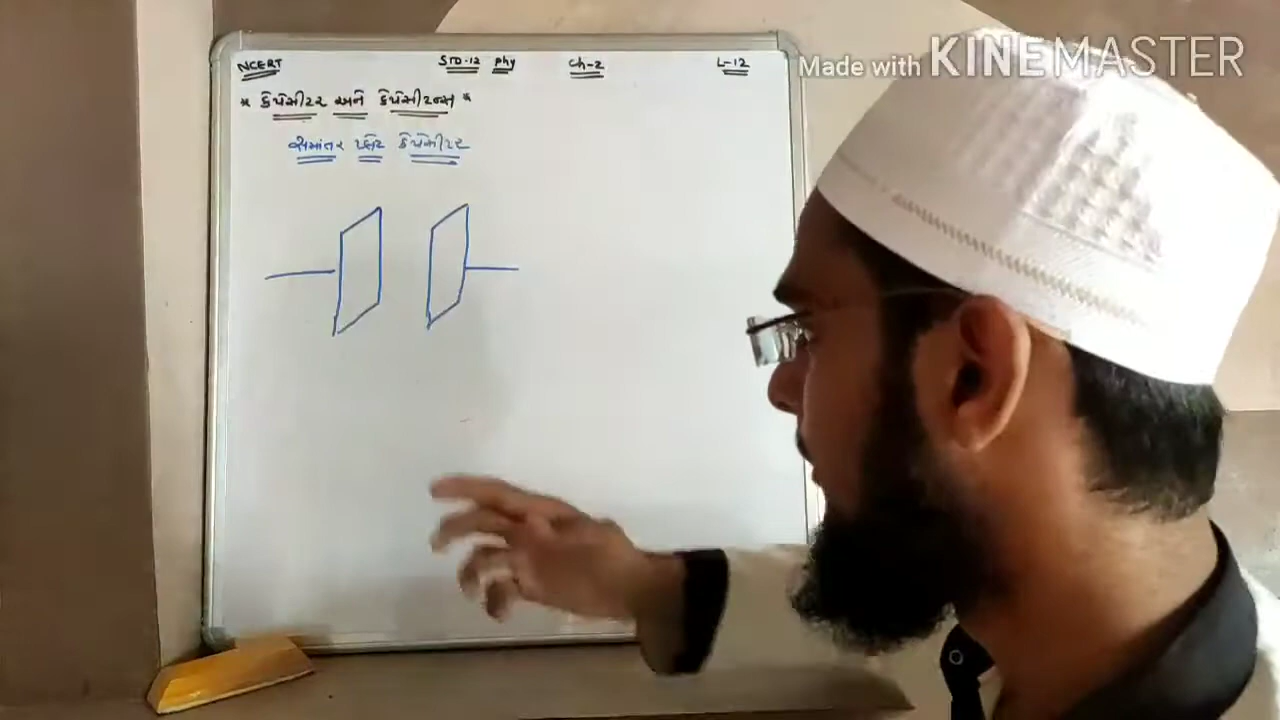 Made with KINEMASTER
NCERT STD-12 phy Ch-2 L-12
* કેપેસીટર અને કેપેસીટન્સ *
સમાંતર પ્લેટ કેપેસીટર